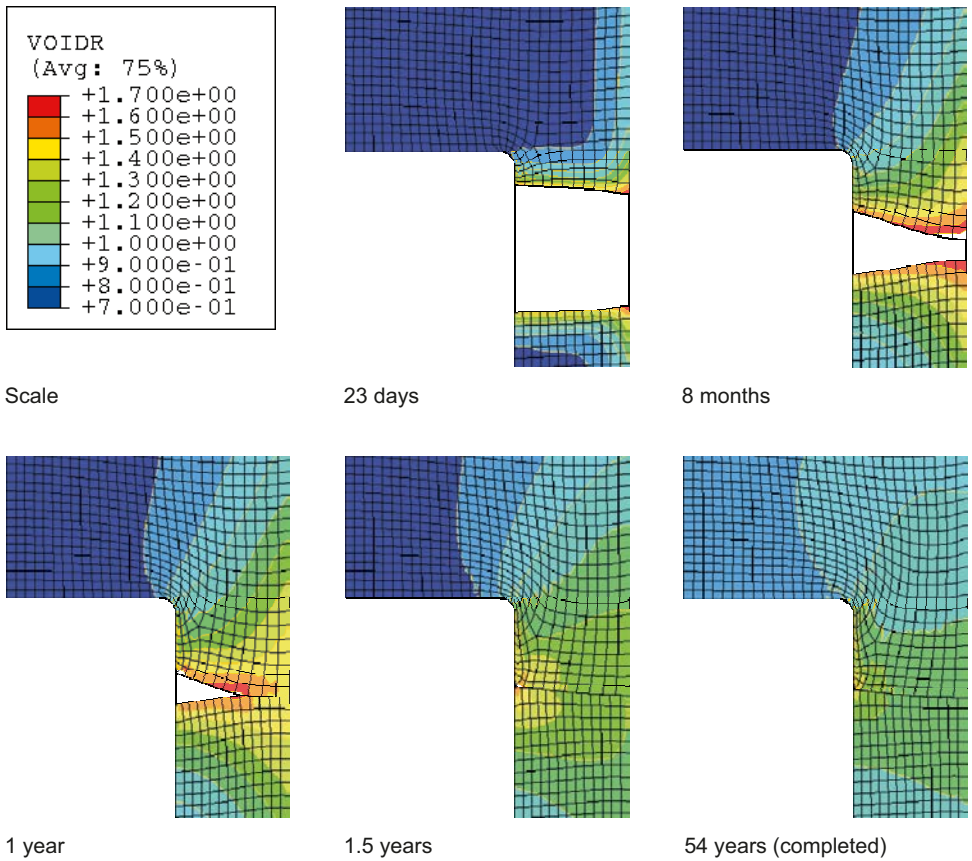 VOIDR
(Avg: 75%)
+1.700e+00
+1.600e+00
+1.500e+00
+1.400e+00
+1.300e+00
+1.200e+00
+1.100e+00
+1.000e+00
+9.000e-01
+8.000e-01
+7.000e-01
Scale
23 days
8 months
1 year
1.5 years
54 years (completed)